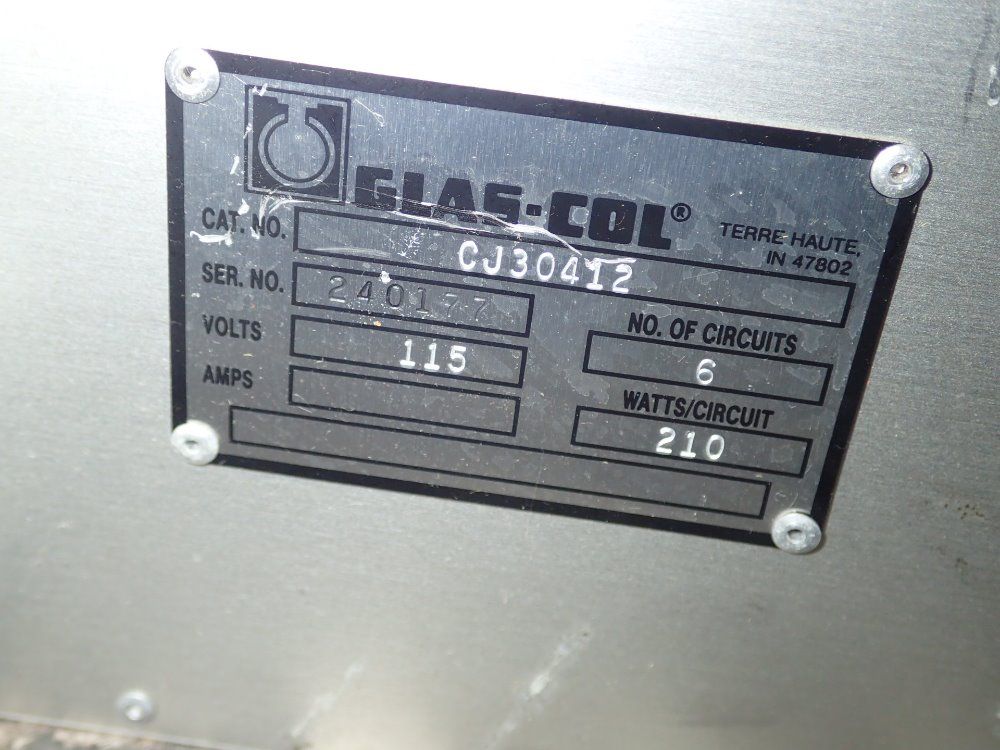 GLAS-COL®
TERRE HAUTE,
IN 47802
CAT. NO. CJ30412
SER. NO. 240177
VOLTS 115
NO. OF CIRCUITS
6
AMPS
WATTS/CIRCUIT
210